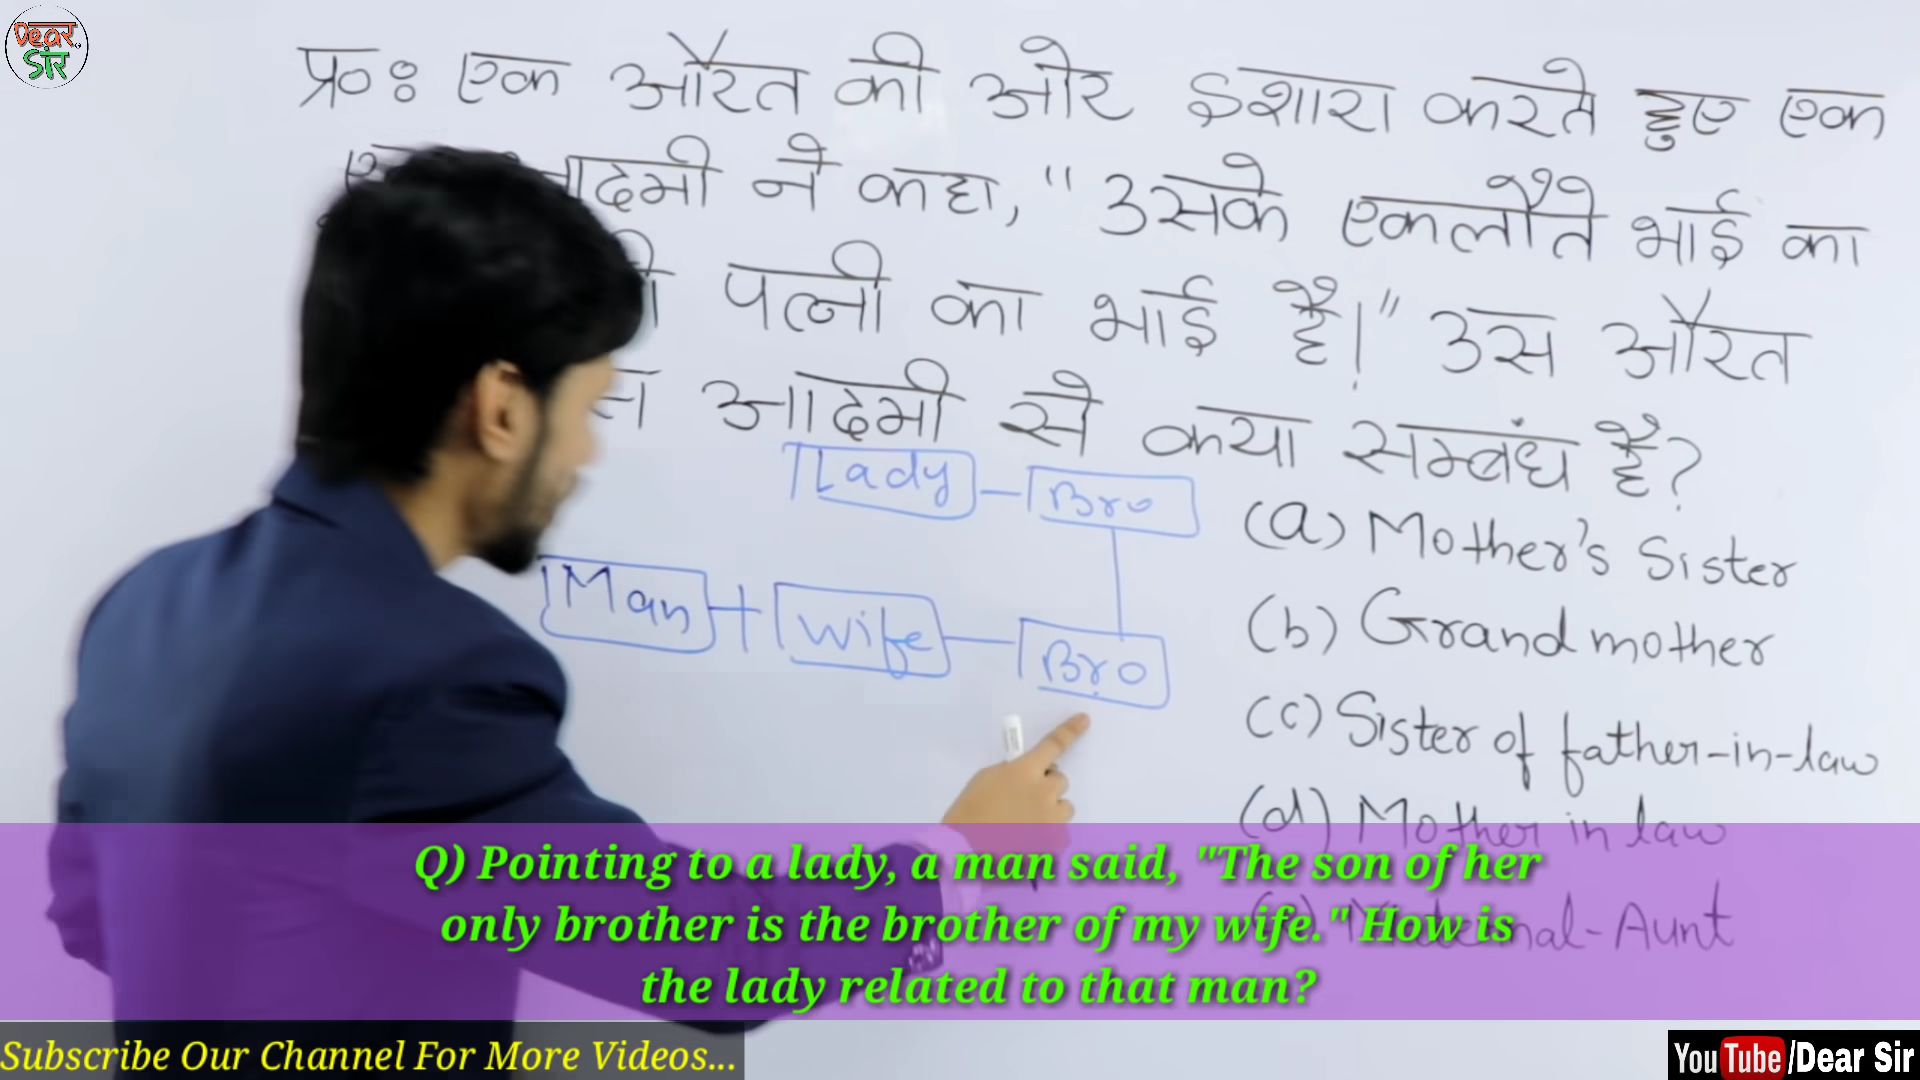 Dear
सर
प्र०: एक औरत की ओर इशारा करते हुए एक
आदमी ने कहा, "उसके एकलौते भाई का
पत्नी का भाई है।" उस औरत
आदमी से क्या सम्बंध है?
Lady Bro
Man + Wife Bro
(a) Mother's Sister
(b) Grandmother
(c) Sister of father-in-law
(d) Mother in law
Aunt
Q) Pointing to a lady, a man said, "The son of her
only brother is the brother of my wife." How is
the lady related to that man?
Subscribe Our Channel For More Videos...
YouTube/Dear Sir